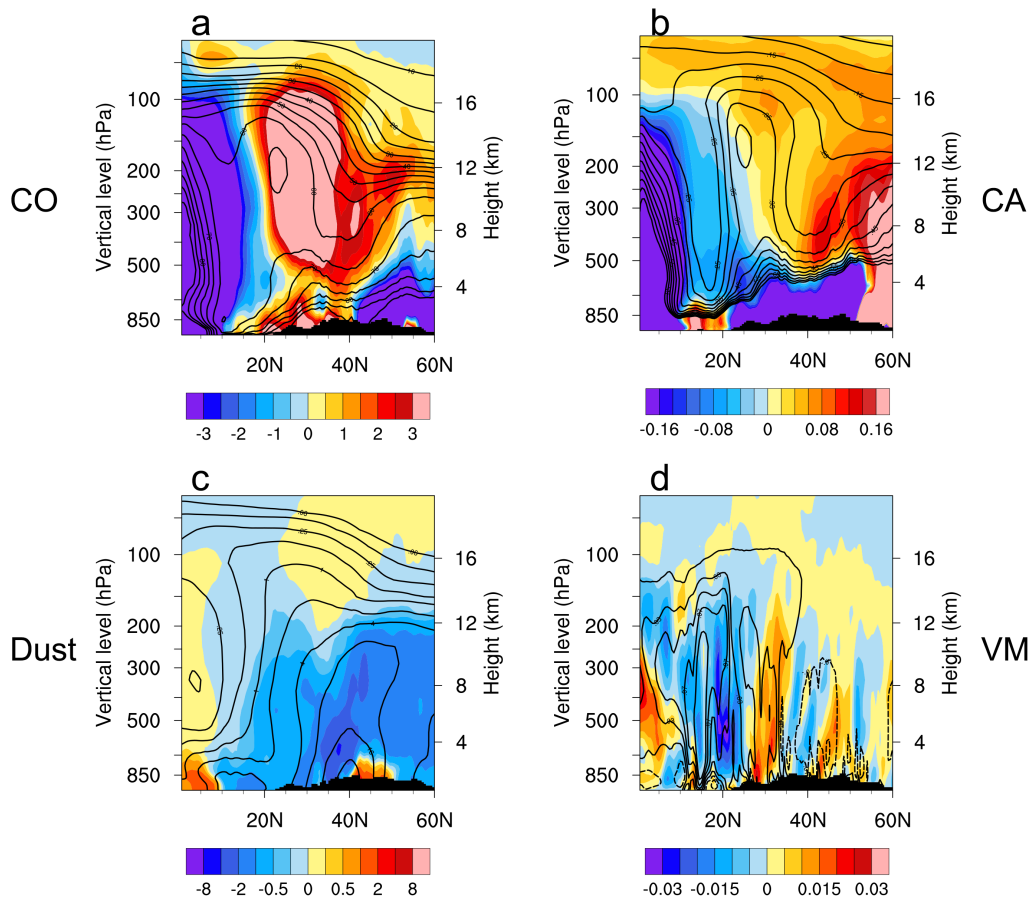 a
b
CO
CA
Vertical level (hPa)
100
200
300
500
850
16
12
8
4
Height (km)
20N
40N
60N
-3
-2
-1
0
1
2
3
Vertical level (hPa)
100
200
300
500
850
16
12
8
4
Height (km)
20N
40N
60N
-0.16
-0.08
0
0.08
0.16
c
d
Dust
VM
Vertical level (hPa)
100
200
300
500
850
16
12
8
4
Height (km)
20N
40N
60N
-8
-2
-0.5
0
0.5
2
8
Vertical level (hPa)
100
200
300
500
850
16
12
8
4
Height (km)
20N
40N
60N
-0.03
-0.015
0
0.015
0.03